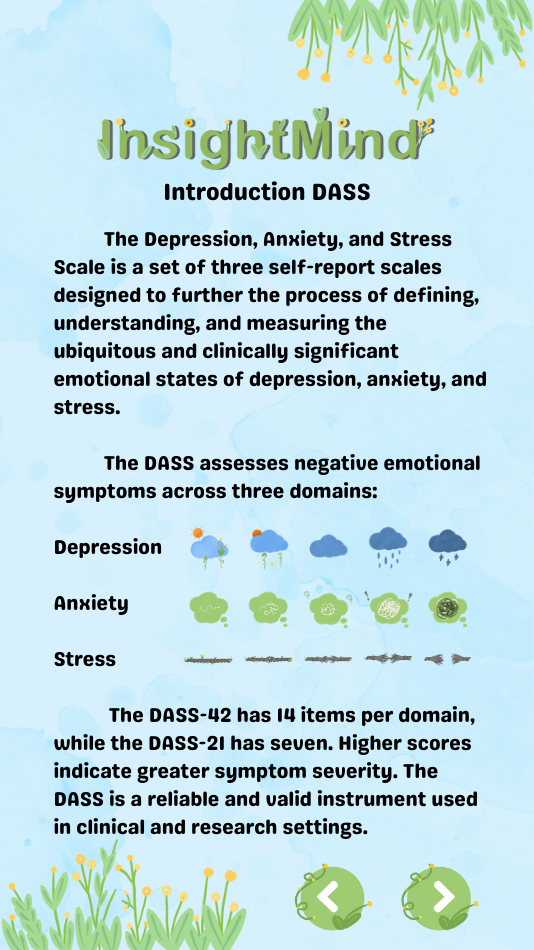 InsightMind
Introduction DASS
The Depression, Anxiety, and Stress
Scale is a set of three self-report scales
designed to further the process of defining,
understanding, and measuring the
ubiquitous and clinically significant
emotional states of depression, anxiety, and
stress.
The DASS assesses negative emotional
symptoms across three domains:
Depression
Anxiety
Stress
The DASS-42 has 14 items per domain,
while the DASS-21 has seven. Higher scores
indicate greater symptom severity. The
DASS is a reliable and valid instrument used
in clinical and research settings.